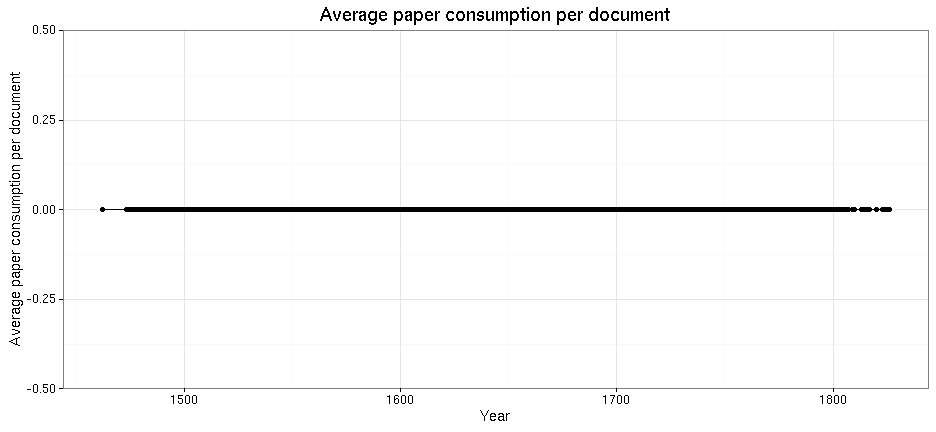 Average paper consumption per document
Average paper consumption per document
0.50
0.25
0.00
-0.25
-0.50
1500 1600 1700 1800
Year